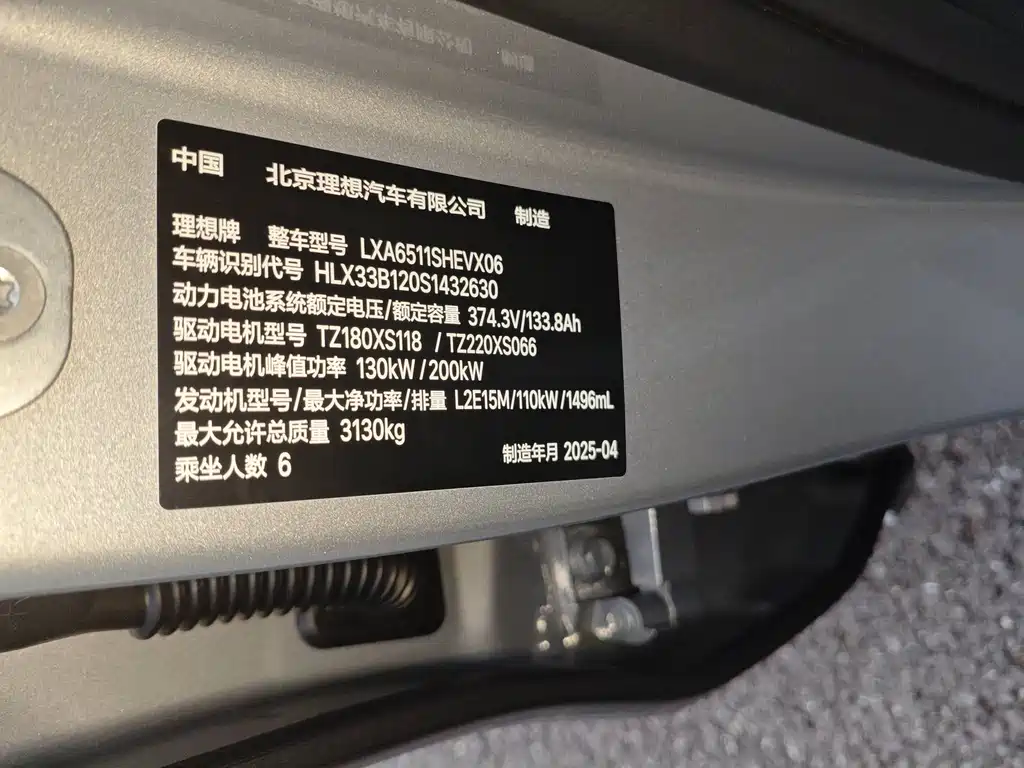 中国 北京理想汽车有限公司 制造
理想牌 整车型号 LXA6511SHEVX06
车辆识别代号 HLX33B120S1432630
动力电池系统额定电压/额定容量 374.3V/133.8Ah
驱动电机型号 TZ180XS118 / TZ220XS066
驱动电机峰值功率 130kW / 200kW
发动机型号/最大净功率/排量 L2E15M/110kW/1496mL
最大允许总质量 3130kg
乘坐人数 6 制造年月 2025-04